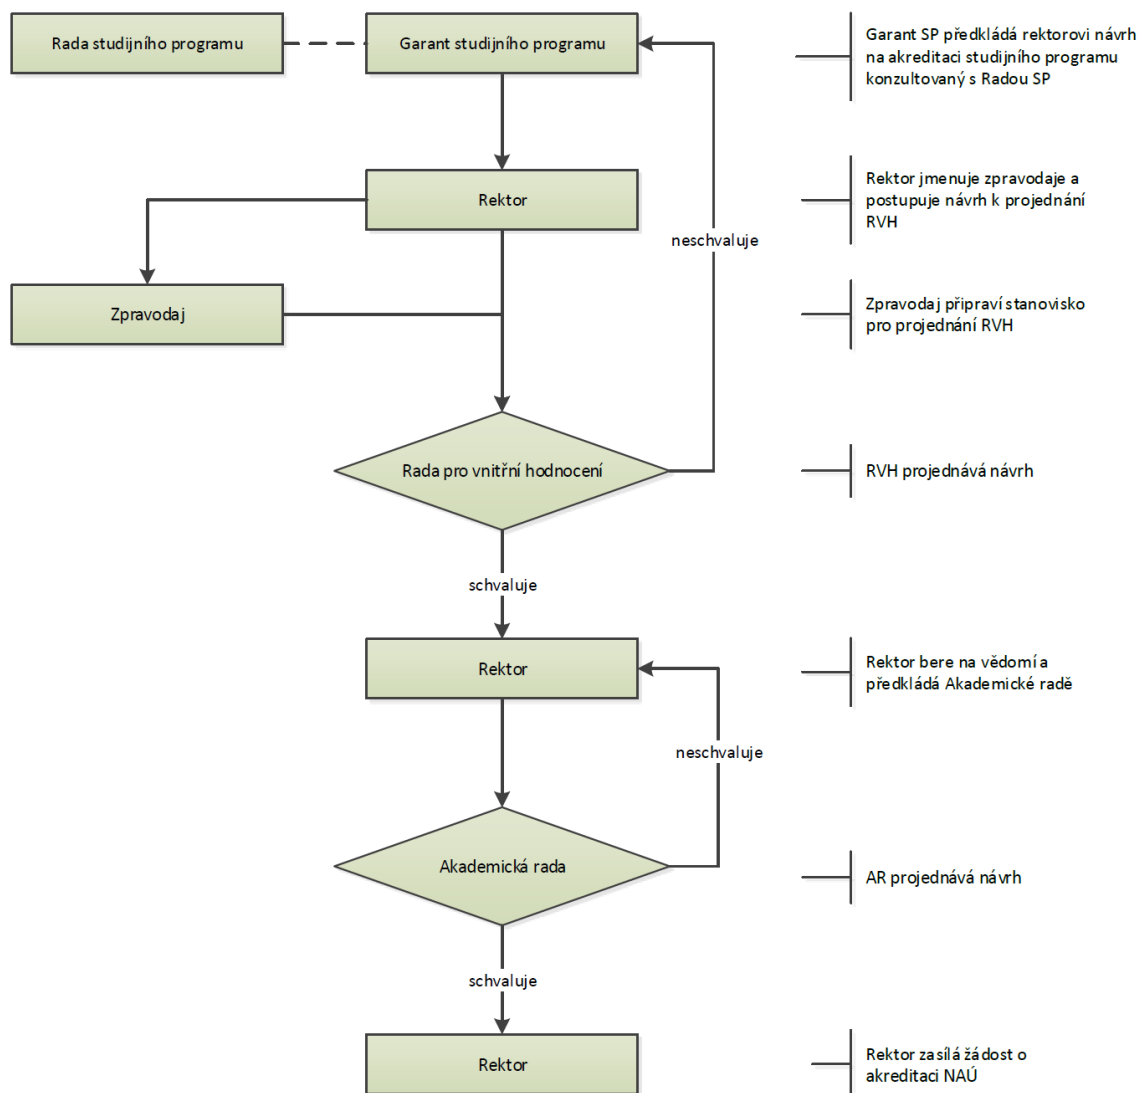 Rada studijního programu
Garant studijního programu
Garant SP předkládá rektorovi návrh
na akreditaci studijního programu
konzultovaný s Radou SP
Rektor
Rektor jmenuje zpravodaje a
postupuje návrh k projednání
RVH
neschvaluje
Zpravodaj
Zpravodaj připraví stanovisko
pro projednání RVH
Rada pro vnitřní hodnocení
RVH projednává návrh
schvaluje
Rektor
Rektor bere na vědomí a
předkládá Akademické radě
neschvaluje
Akademická rada
AR projednává návrh
schvaluje
Rektor
Rektor zasílá žádost o
akreditaci NAÚ